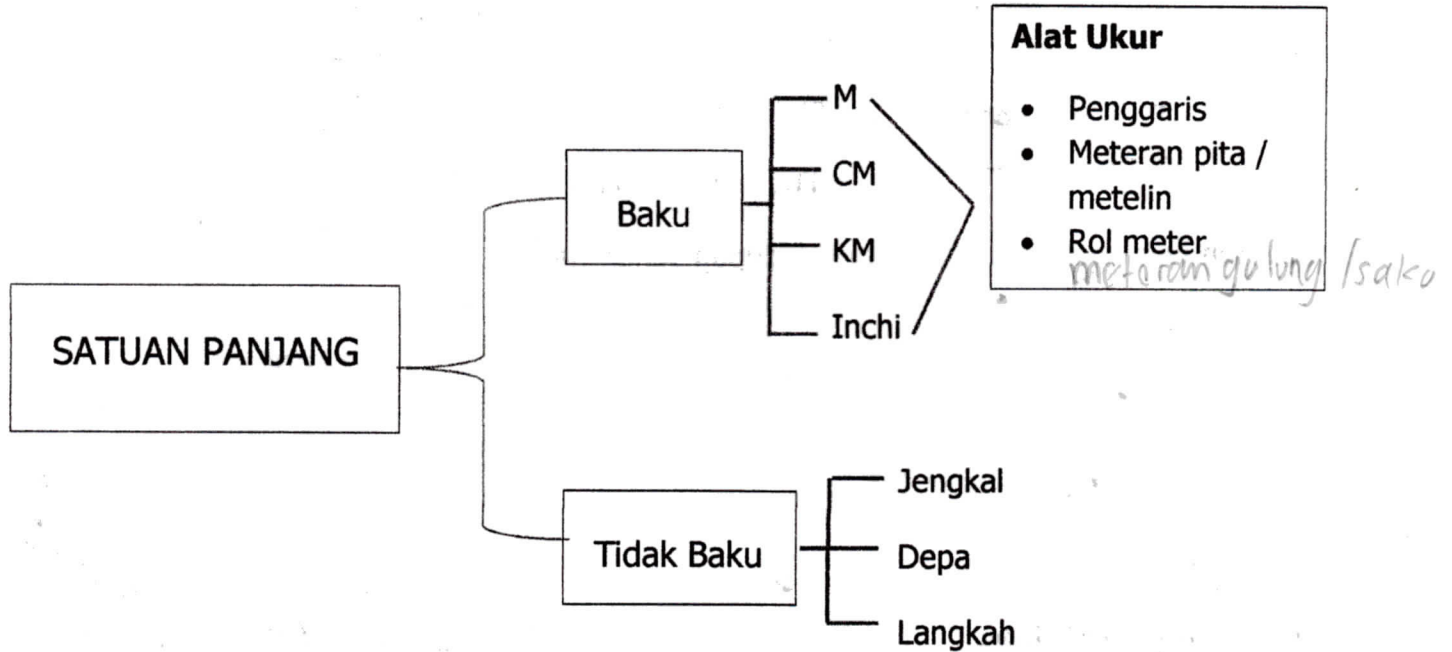 SATUAN PANJANG
Baku
M
CM
KM
Inchi
Alat Ukur
• Penggaris
• Meteran pita /
metelin
• Rol meter
meteran gulung /saku
Tidak Baku
Jengkal
Depa
Langkah